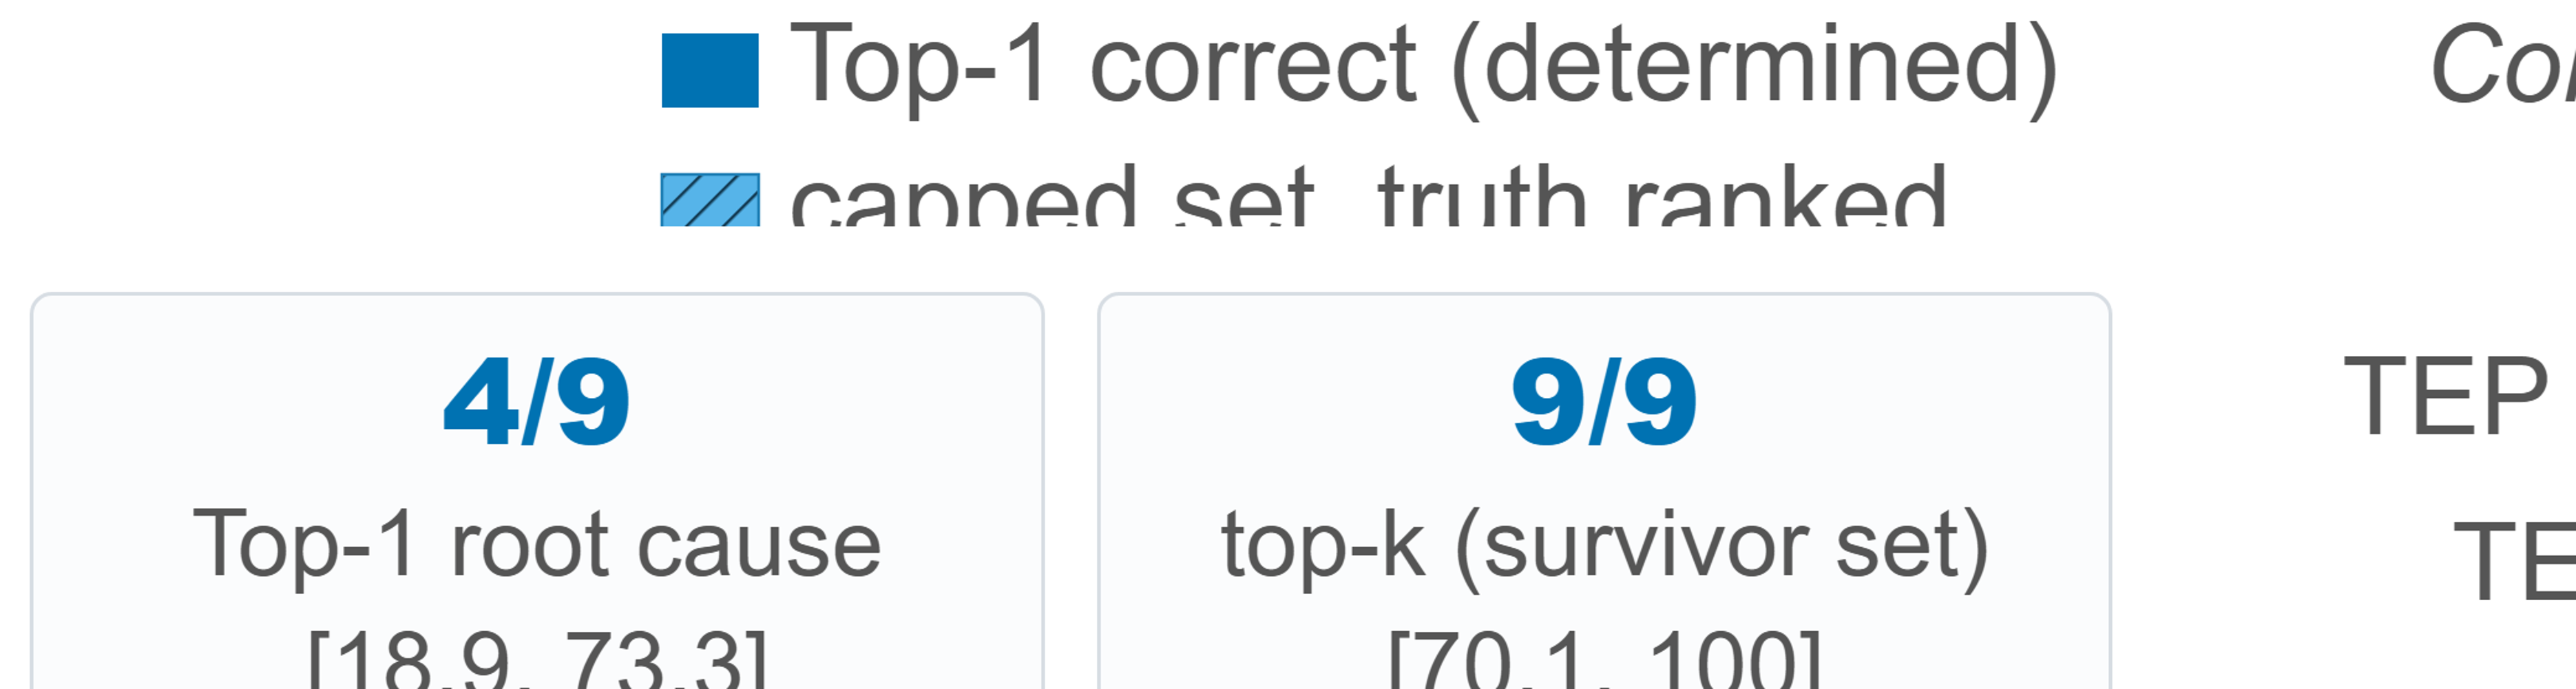 Top-1 correct (determined)
capped set, truth ranked
4/9
Top-1 root cause
[18.9, 73.3]
9/9
top-k (survivor set)
[70.1, 100]
TEP